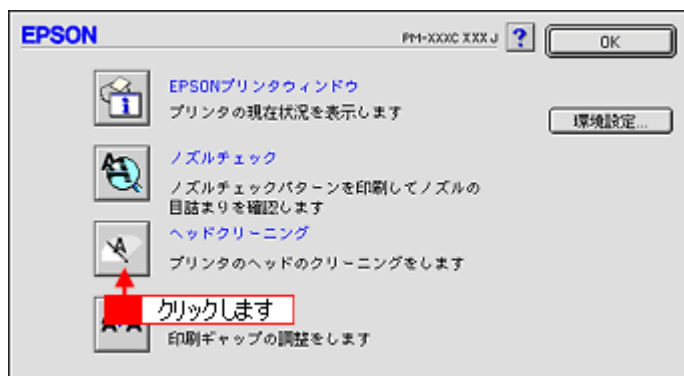 EPSON
PM-XXXC XXX J
?
OK
EPSONプリンタウィンドウ
プリンタの現在状況を表示します
環境設定...
ノズルチェック
ノズルチェックパターンを印刷してノズルの
目詰まりを確認します
ヘッドクリーニング
プリンタのヘッドのクリーニングをします
クリックします
印刷ギャップの調整をします